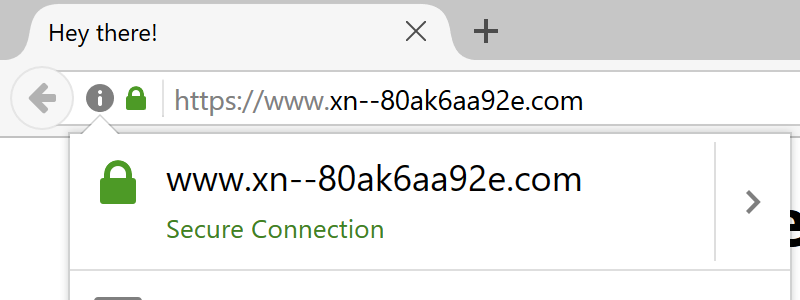 Hey there!
https://www.xn--80ak6aa92e.com
www.xn--80ak6aa92e.com
Secure Connection